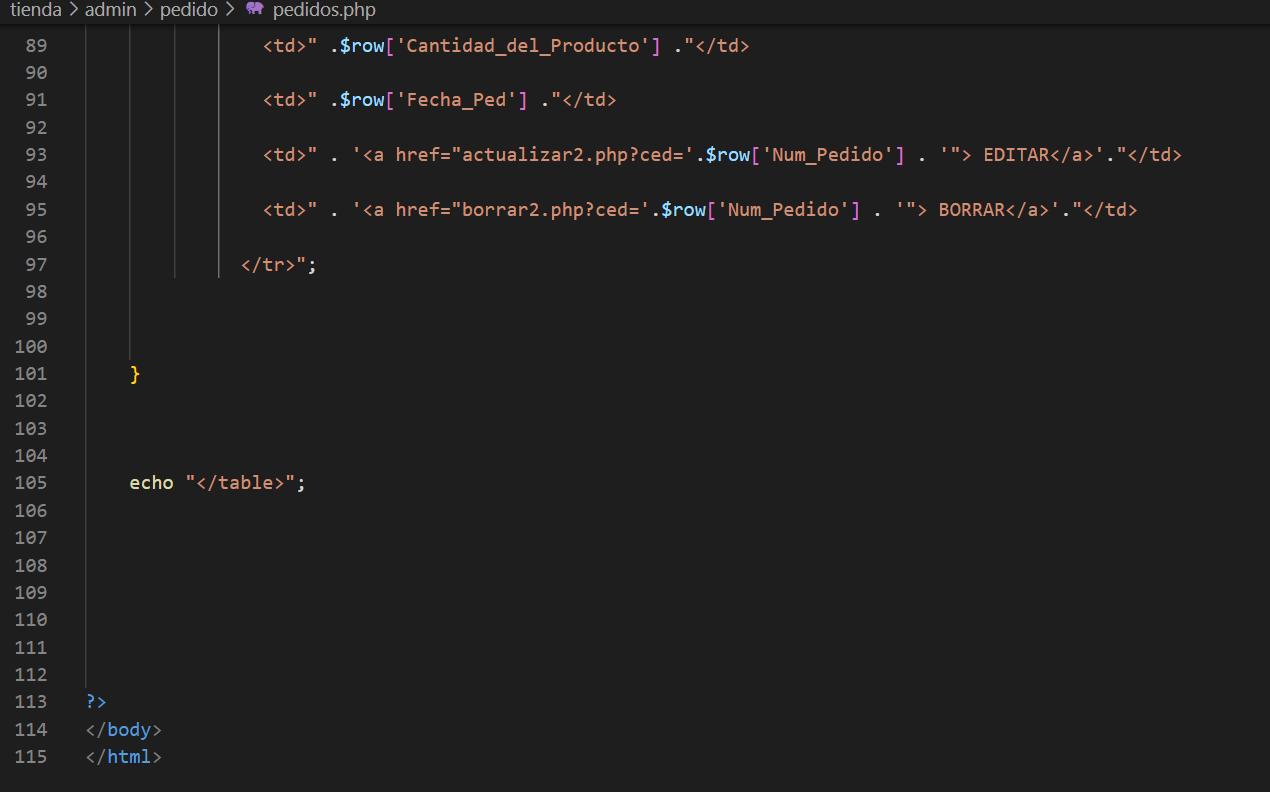 tienda > admin > pedido > pedidos.php
89 <td>" .$row['Cantidad_del_Producto'] ."</td>
90
91 <td>" .$row['Fecha_Ped'] ."</td>
92
93 <td>" . '<a href="actualizar2.php?ced='.$row['Num_Pedido'] . '"> EDITAR</a>'."</td>
94
95 <td>" . '<a href="borrar2.php?ced='.$row['Num_Pedido'] . '"> BORRAR</a>'."</td>
96
97 </tr>";
98
99
100
101 }
102
103
104
105 echo "</table>";
106
107
108
109
110
111
112
113 ?>
114 </body>
115 </html>